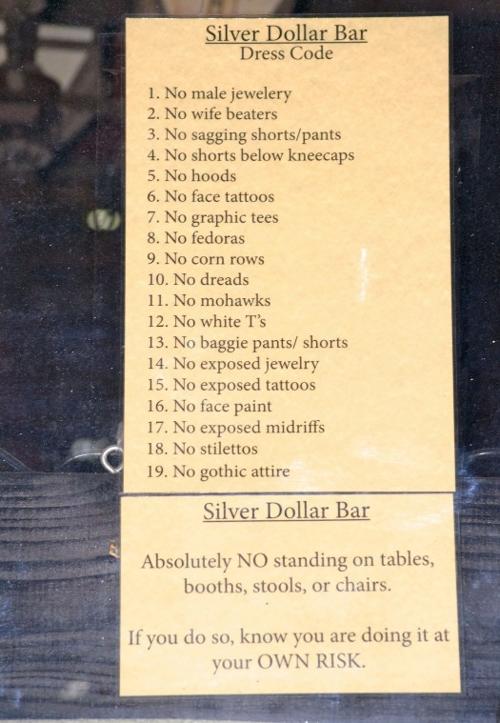 Silver Dollar Bar
Dress Code
1. No male jewelery
2. No wife beaters
3. No sagging shorts/pants
4. No shorts below kneecaps
5. No hoods
6. No face tattoos
7. No graphic tees
8. No fedoras
9. No corn rows
10. No dreads
11. No mohawks
12. No white T's
13. No baggie pants/ shorts
14. No exposed jewelry
15. No exposed tattoos
16. No face paint
17. No exposed midriffs
18. No stilettos
19. No gothic attire
Silver Dollar Bar
Absolutely NO standing on tables,
booths, stools, or chairs.
If you do so, know you are doing it at
your OWN RISK.